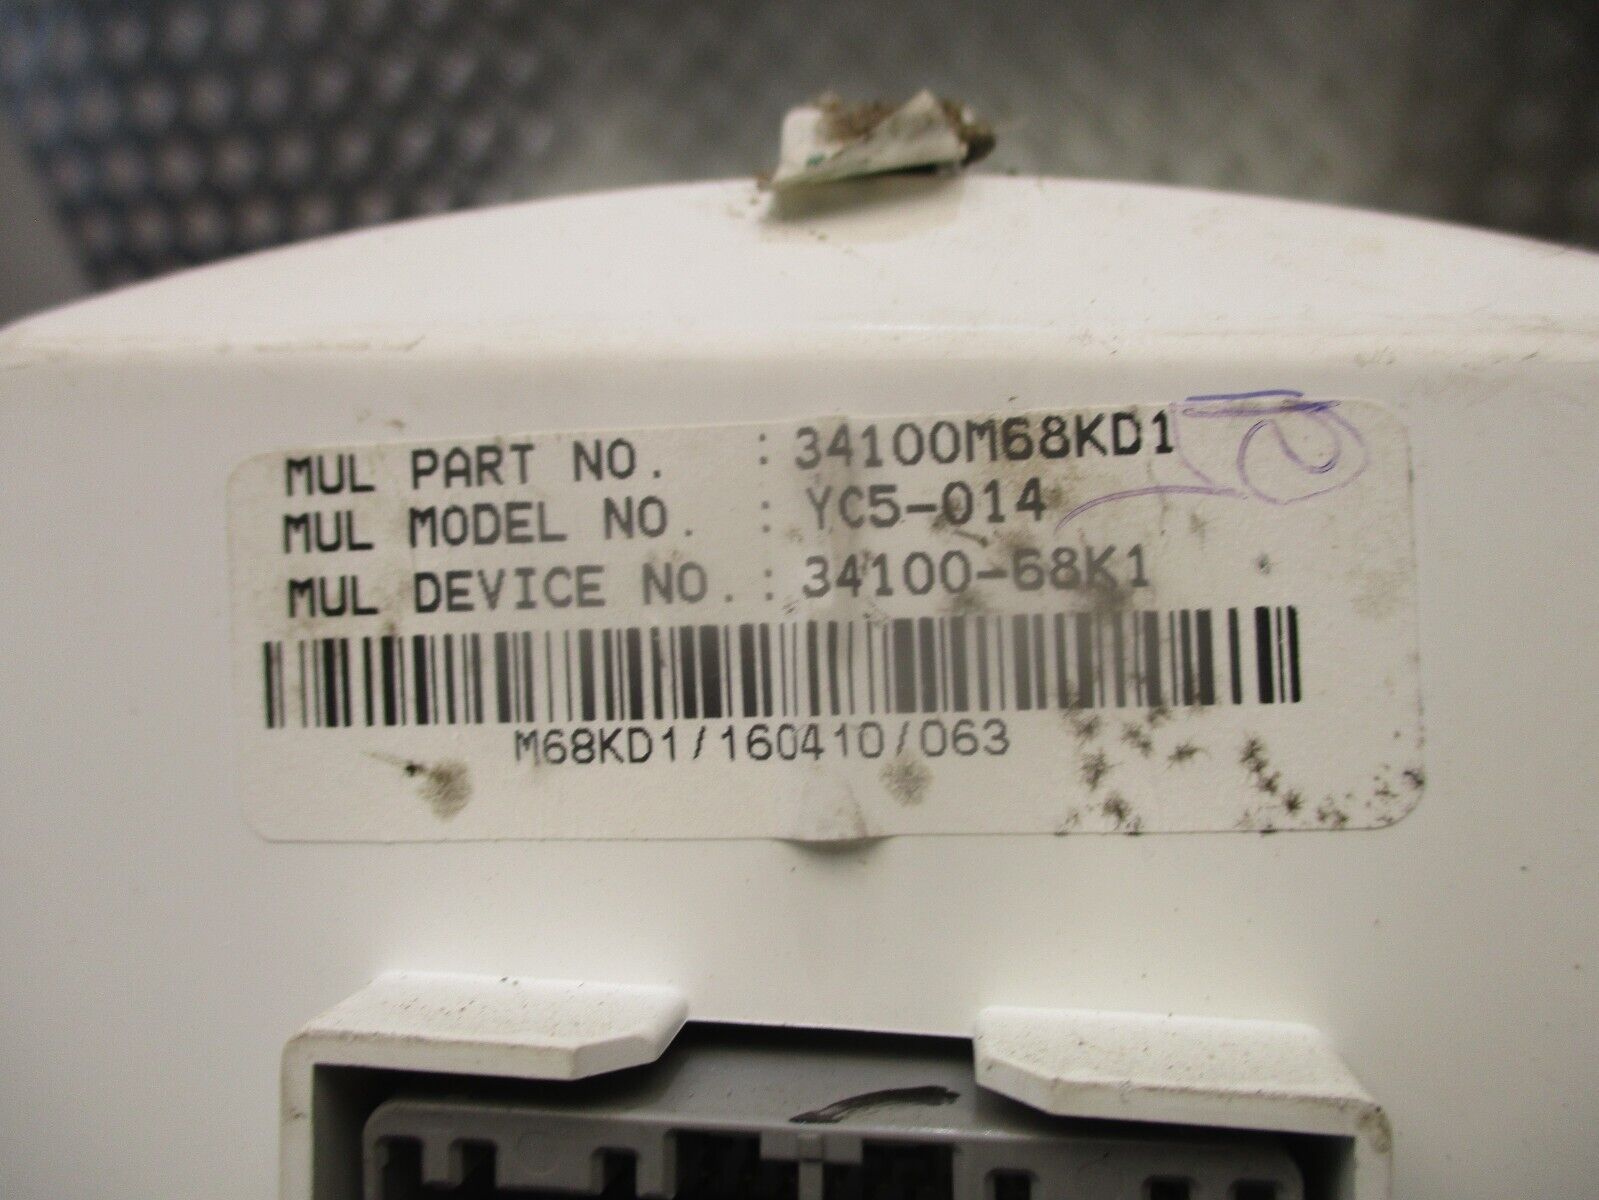 MUL PART NO. : 34100M68KD1
MUL MODEL NO. : YC5-014
MUL DEVICE NO. : 34100-68K1
M68KD1/160410/063